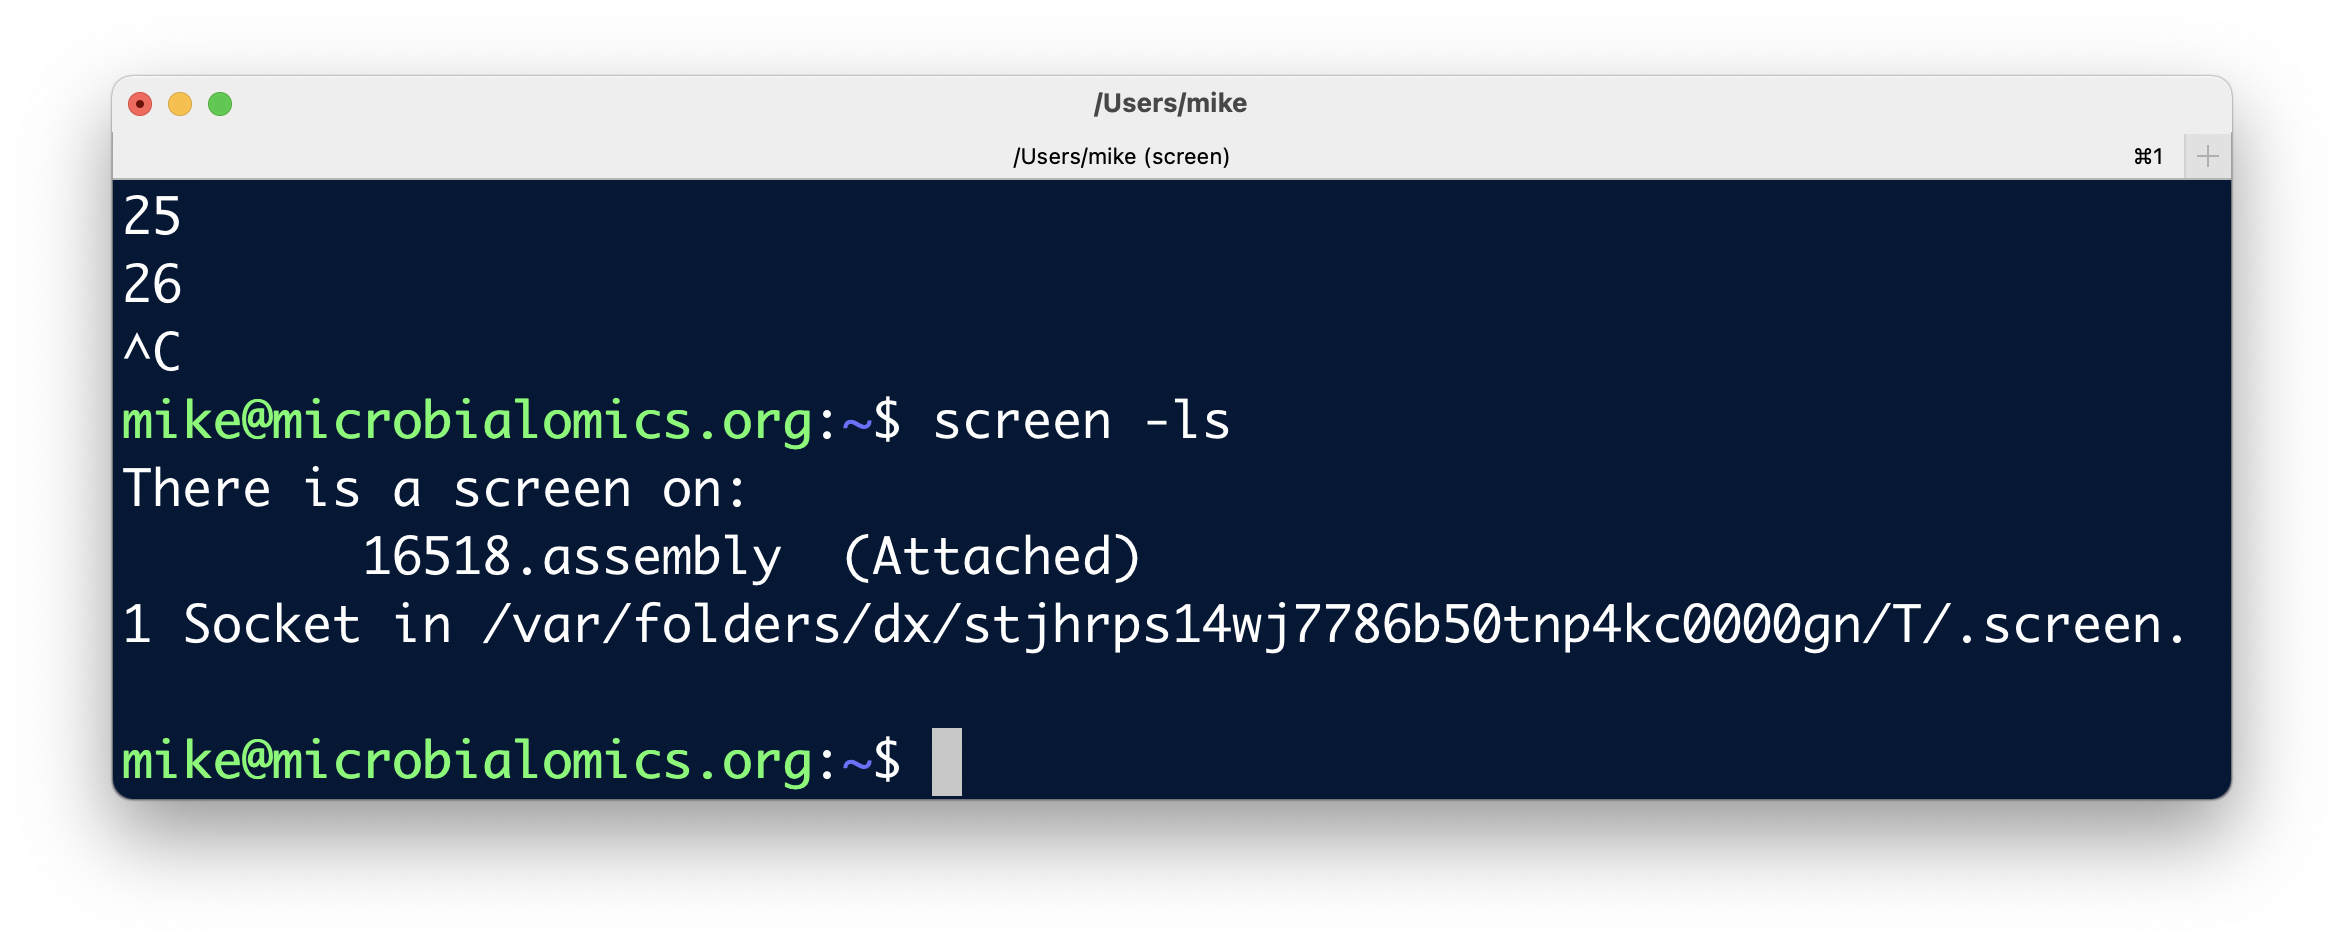 /Users/mike
/Users/mike (screen) ⌘1 +
25
26
^C
mike@microbialomics.org:~$ screen -ls
There is a screen on:
16518.assembly (Attached)
1 Socket in /var/folders/dx/stjhrps14wj7786b50tnp4kc0000gn/T/.screen.
mike@microbialomics.org:~$